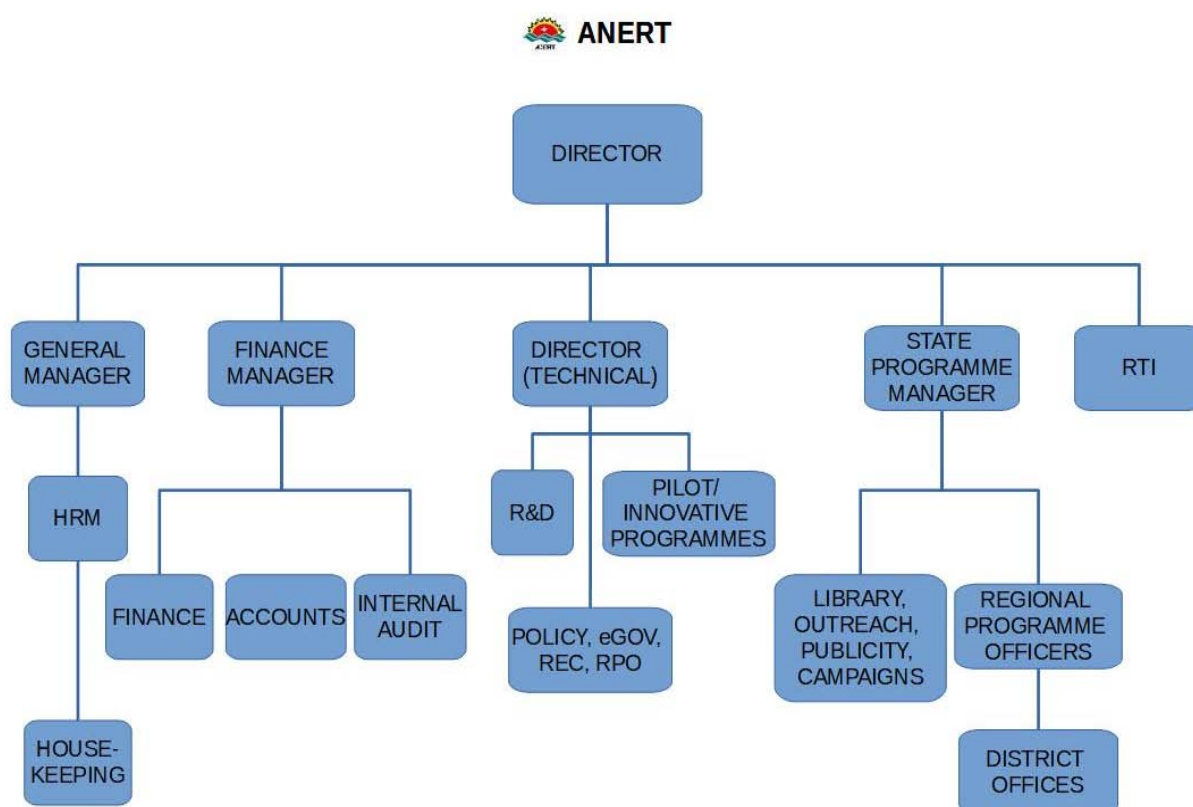 ANERT
ANERT
DIRECTOR
GENERAL
MANAGER
FINANCE
MANAGER
DIRECTOR
(TECHNICAL)
STATE
PROGRAMME
MANAGER
RTI
HRM
R&D
PILOT/
INNOVATIVE
PROGRAMMES
FINANCE
ACCOUNTS
INTERNAL
AUDIT
POLICY, eGOV,
REC, RPO
LIBRARY,
OUTREACH,
PUBLICITY,
CAMPAIGNS
REGIONAL
PROGRAMME
OFFICERS
HOUSE-
KEEPING
DISTRICT
OFFICES